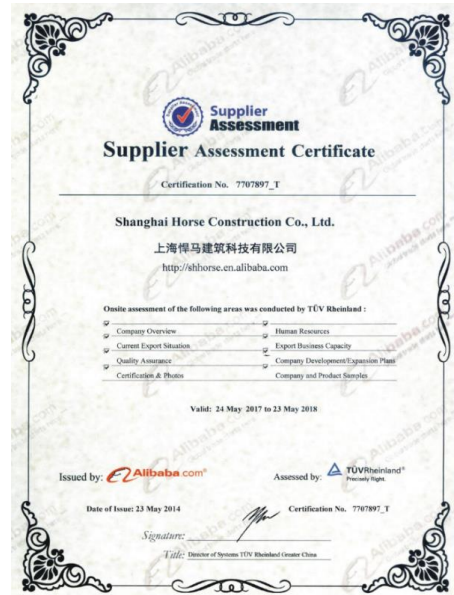 Supplier
Assessment
Supplier Assessment Certificate
Certification No. 7707897_T
Shanghai Horse Construction Co., Ltd.
上海悍马建筑科技有限公司
http://shhorse.en.alibaba.com
Onsite assessment of the following areas was conducted by TÜV Rheinland :
Company Overview
Human Resources
Current Export Situation
Export Business Capacity
Quality Assurance
Company Development/Expansion Plans
Certification & Photos
Company and Product Samples
Valid: 24 May 2017 to 23 May 2018
Issued by: Alibaba.com®
Assessed by: TÜVRheinland®
Precisely Right.
Date of Issue: 23 May 2014
Certification No. 7707897_T
Signature:
Title: Director of Systems TÜV Rheinland Greater China